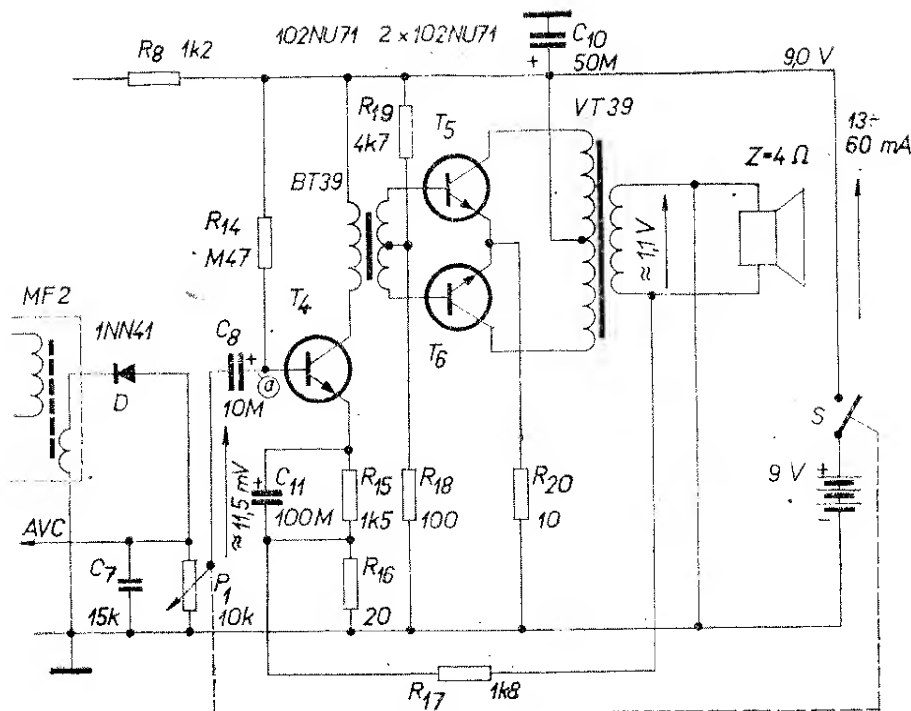 102NU71 2×102NU71
C10
50M
9,0 V
R8 1k2
R19
4k7
T5
VT39
13÷
60 mA
Z=4 Ω
BT39
R14
M47
≈1,1V
MF2
1NN41
T4
C8
T6
a
D
10M
S
≈11,5 mV
C11
100M
R15
1k5
R18
100
R20
10
9 V +
-
AVC
C7
15k
P1
10k
R16
20
R17
1k8